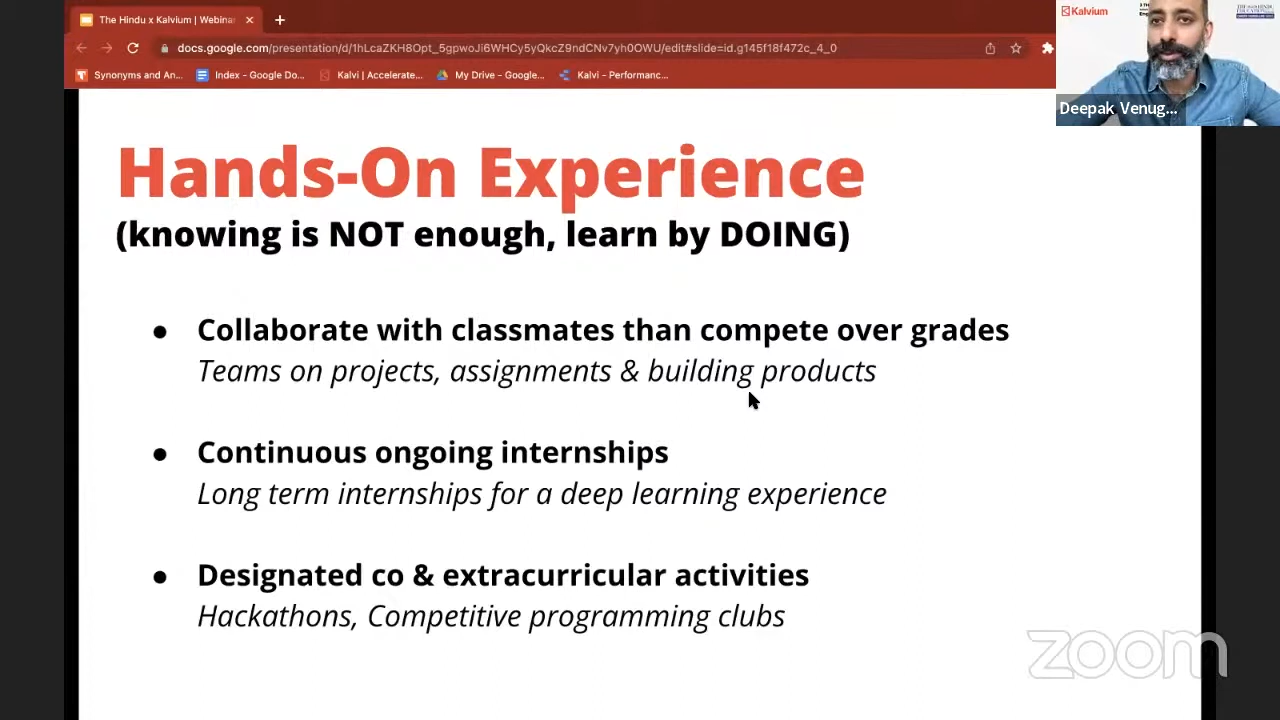 The Hindu x Kalvium | Webina
docs.google.com/presentation/d/1hLcaZKH8Opt_5gpwoJi6WHCy5yQkcZ9ndCNv7yh0OWU/edit#slide=id.g145f18f472c_4_0
Synonyms and An...
Index - Google Do...
Kalvi | Accelerate...
My Drive - Google...
Kalvi - Performanc...
Kalvium
Deepak Venug...
Hands-On Experience
(knowing is NOT enough, learn by DOING)
● Collaborate with classmates than compete over grades
Teams on projects, assignments & building products
● Continuous ongoing internships
Long term internships for a deep learning experience
● Designated co & extracurricular activities
Hackathons, Competitive programming clubs
zoom